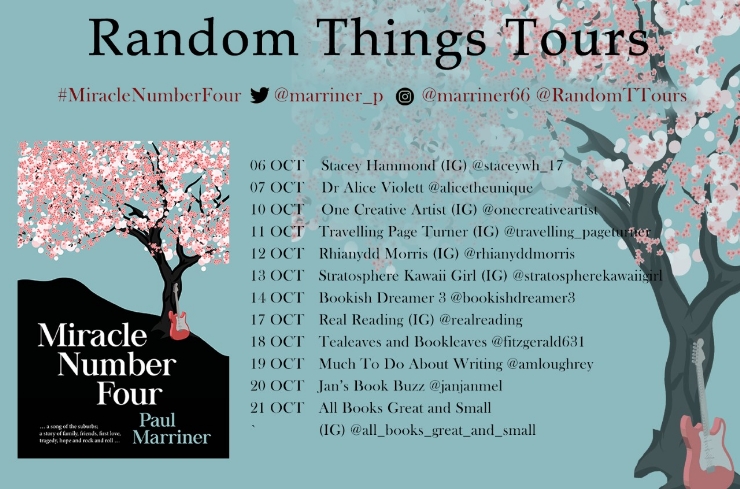 Random Things Tours
#MiracleNumberFour @marriner_p @marriner66 @RandomTTours
06 OCT Stacey Hammond (IG) @staceywh_17
07 OCT Dr Alice Violett @alicetheunique
10 OCT One Creative Artist (IG) @onecreativeartist
11 OCT Travelling Page Turner (IG) @travelling_pageturner
12 OCT Rhianydd Morris (IG) @rhianyddmorris
13 OCT Stratosphere Kawaii Girl (IG) @stratospherekawaiigirl
14 OCT Bookish Dreamer 3 @bookishdreamer3
17 OCT Real Reading (IG) @realreading
18 OCT Tealeaves and Bookleaves @fitzgerald631
19 OCT Much To Do About Writing @amloughrey
20 OCT Jan's Book Buzz @janjanmel
21 OCT All Books Great and Small
` (IG) @all_books_great_and_small
Miracle
Number
Four
Paul
Marriner
... a song of the suburbs;
a story of family, friends, first love,
tragedy, hope and rock and roll ...